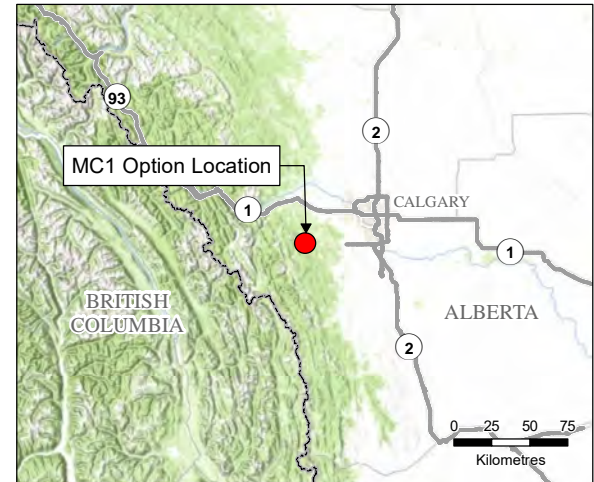 93
2
MC1 Option Location
CALGARY
1
1
BRITISH
COLUMBIA
ALBERTA
2
0 25 50 75
Kilometres